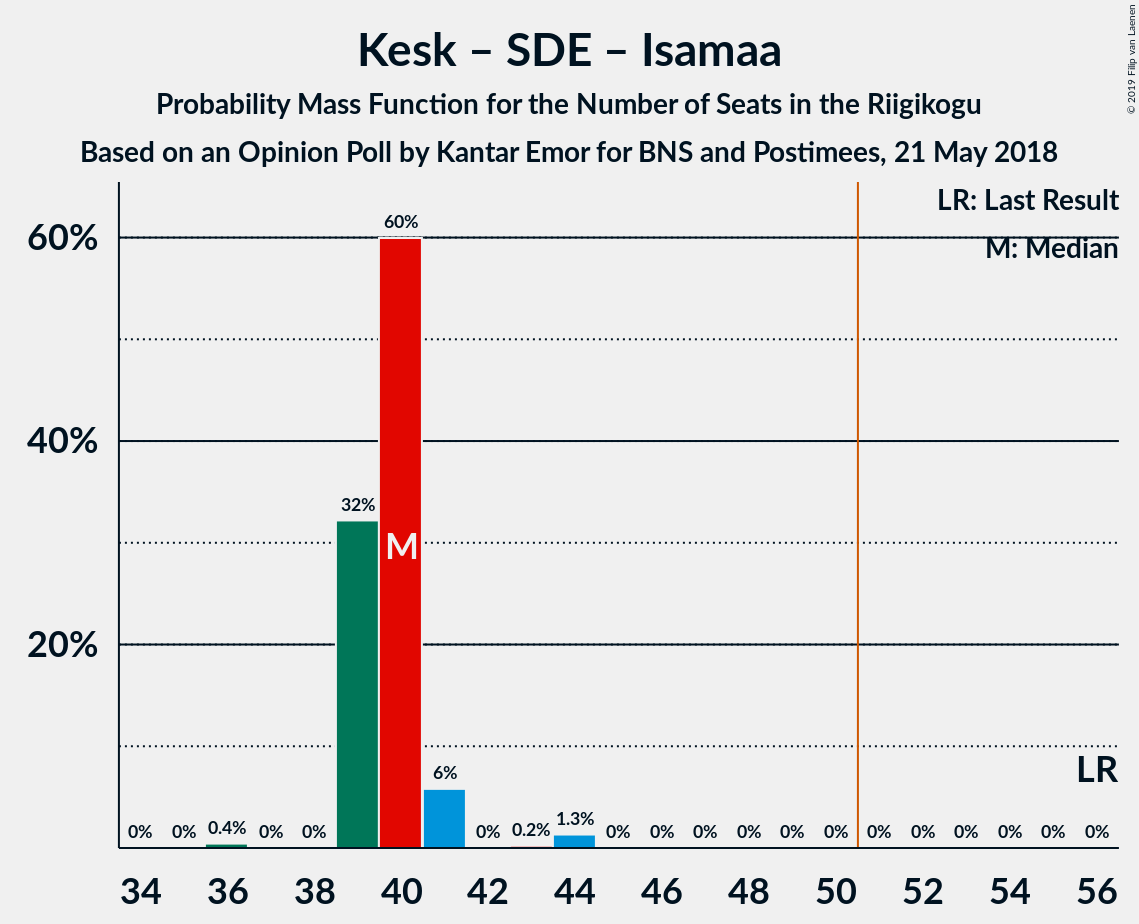 Kesk – SDE – Isamaa
Probability Mass Function for the Number of Seats in the Riigikogu
Based on an Opinion Poll by Kantar Emor for BNS and Postimees, 21 May 2018
© 2019 Filip van Laenen
LR: Last Result
M: Median
60%
40%
20%
0% 0% 0.4% 0% 0% 32% 60% 6% 0% 0.2% 1.3% 0% 0% 0% 0% 0% 0% 0% 0% 0% 0% 0% 0%
M
LR
34 36 38 40 42 44 46 48 50 52 54 56